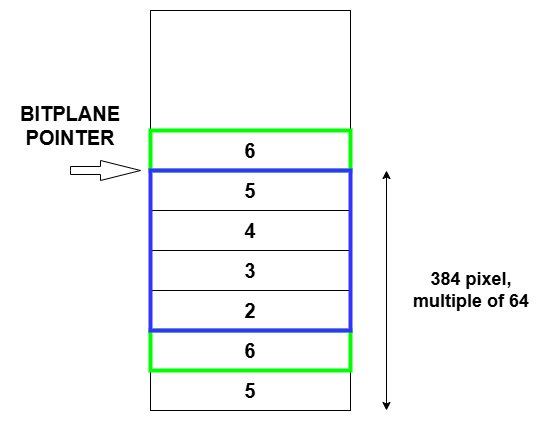 6
BITPLANE
POINTER
5
4
3
384 pixel,
multiple of 64
2
6
5